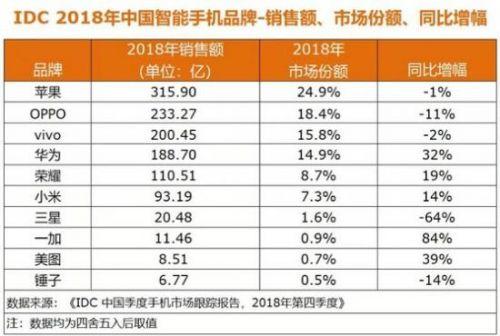 IDC 2018年中国智能手机品牌-销售额、市场份额、同比增幅
品牌 2018年销售额（单位：亿） 2018年市场份额 同比增幅
苹果 315.90 24.9% -1%
OPPO 233.27 18.4% -11%
vivo 200.45 15.8% -2%
华为 188.70 14.9% 32%
荣耀 110.51 8.7% 19%
小米 93.19 7.3% 14%
三星 20.48 1.6% -64%
一加 11.46 0.9% 84%
美图 8.51 0.7% 39%
锤子 6.77 0.5% -14%
数据来源：《IDC 中国季度手机市场跟踪报告，2018年第四季度》
注：数据均为四舍五入后取值